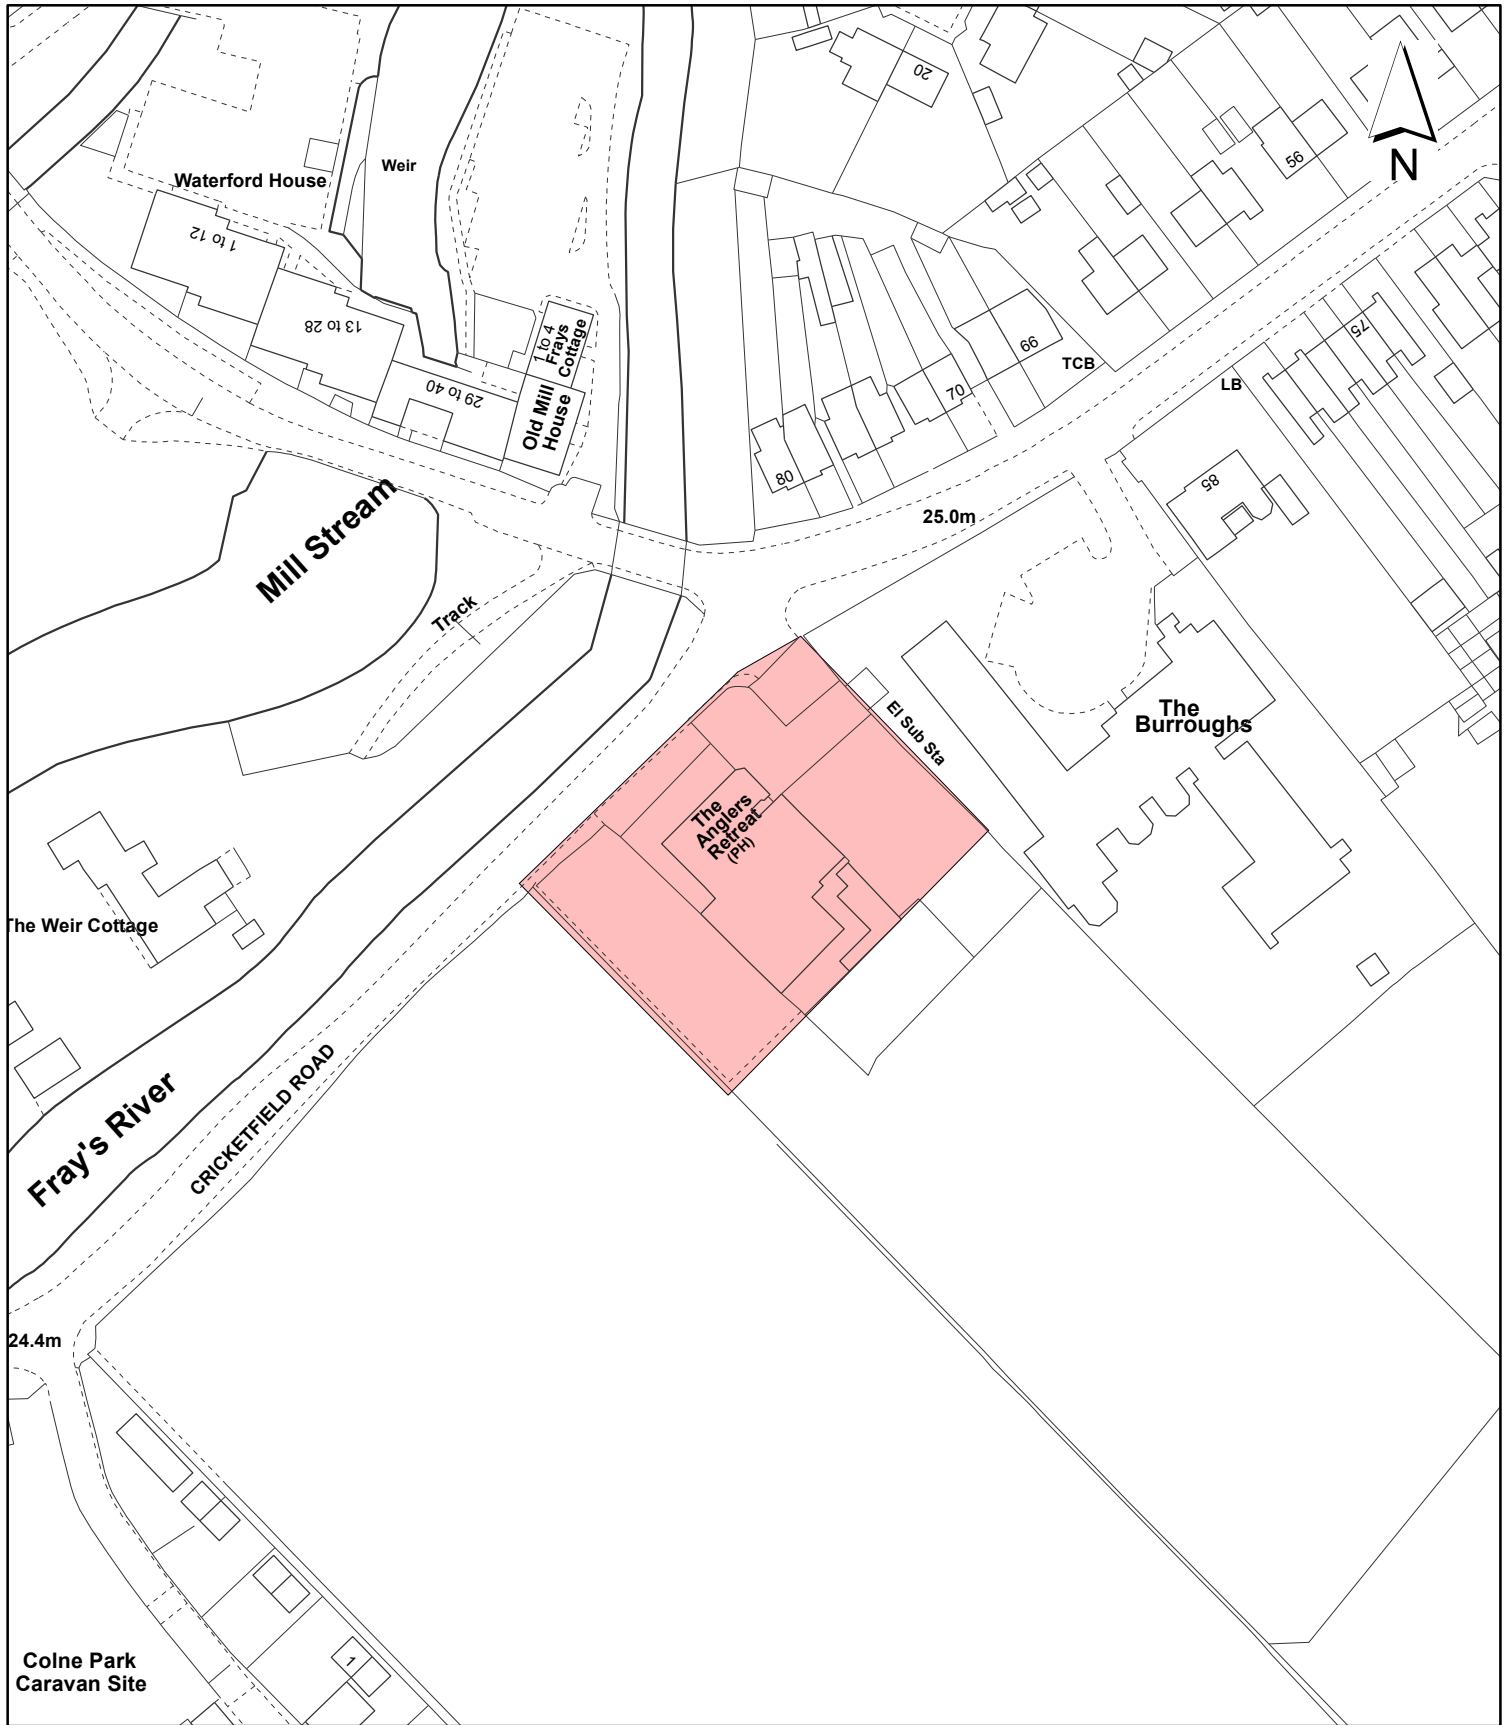 20
N
56
Weir
Waterford House
1 to 12
13 to 28
29 to 40
1 to 4
Frays
Cottage
Old Mill
House
66
TCB
70
75
LB
80
85
25.0m
Mill Stream
Track
El Sub Sta
The
Burroughs
The
Anglers
Retreat
(PH)
The Weir Cottage
Fray's River
CRICKETFIELD ROAD
24.4m
1
Colne Park
Caravan Site